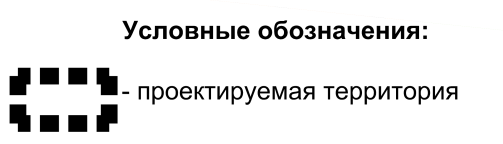 Условные обозначения:
- проектируемая территория